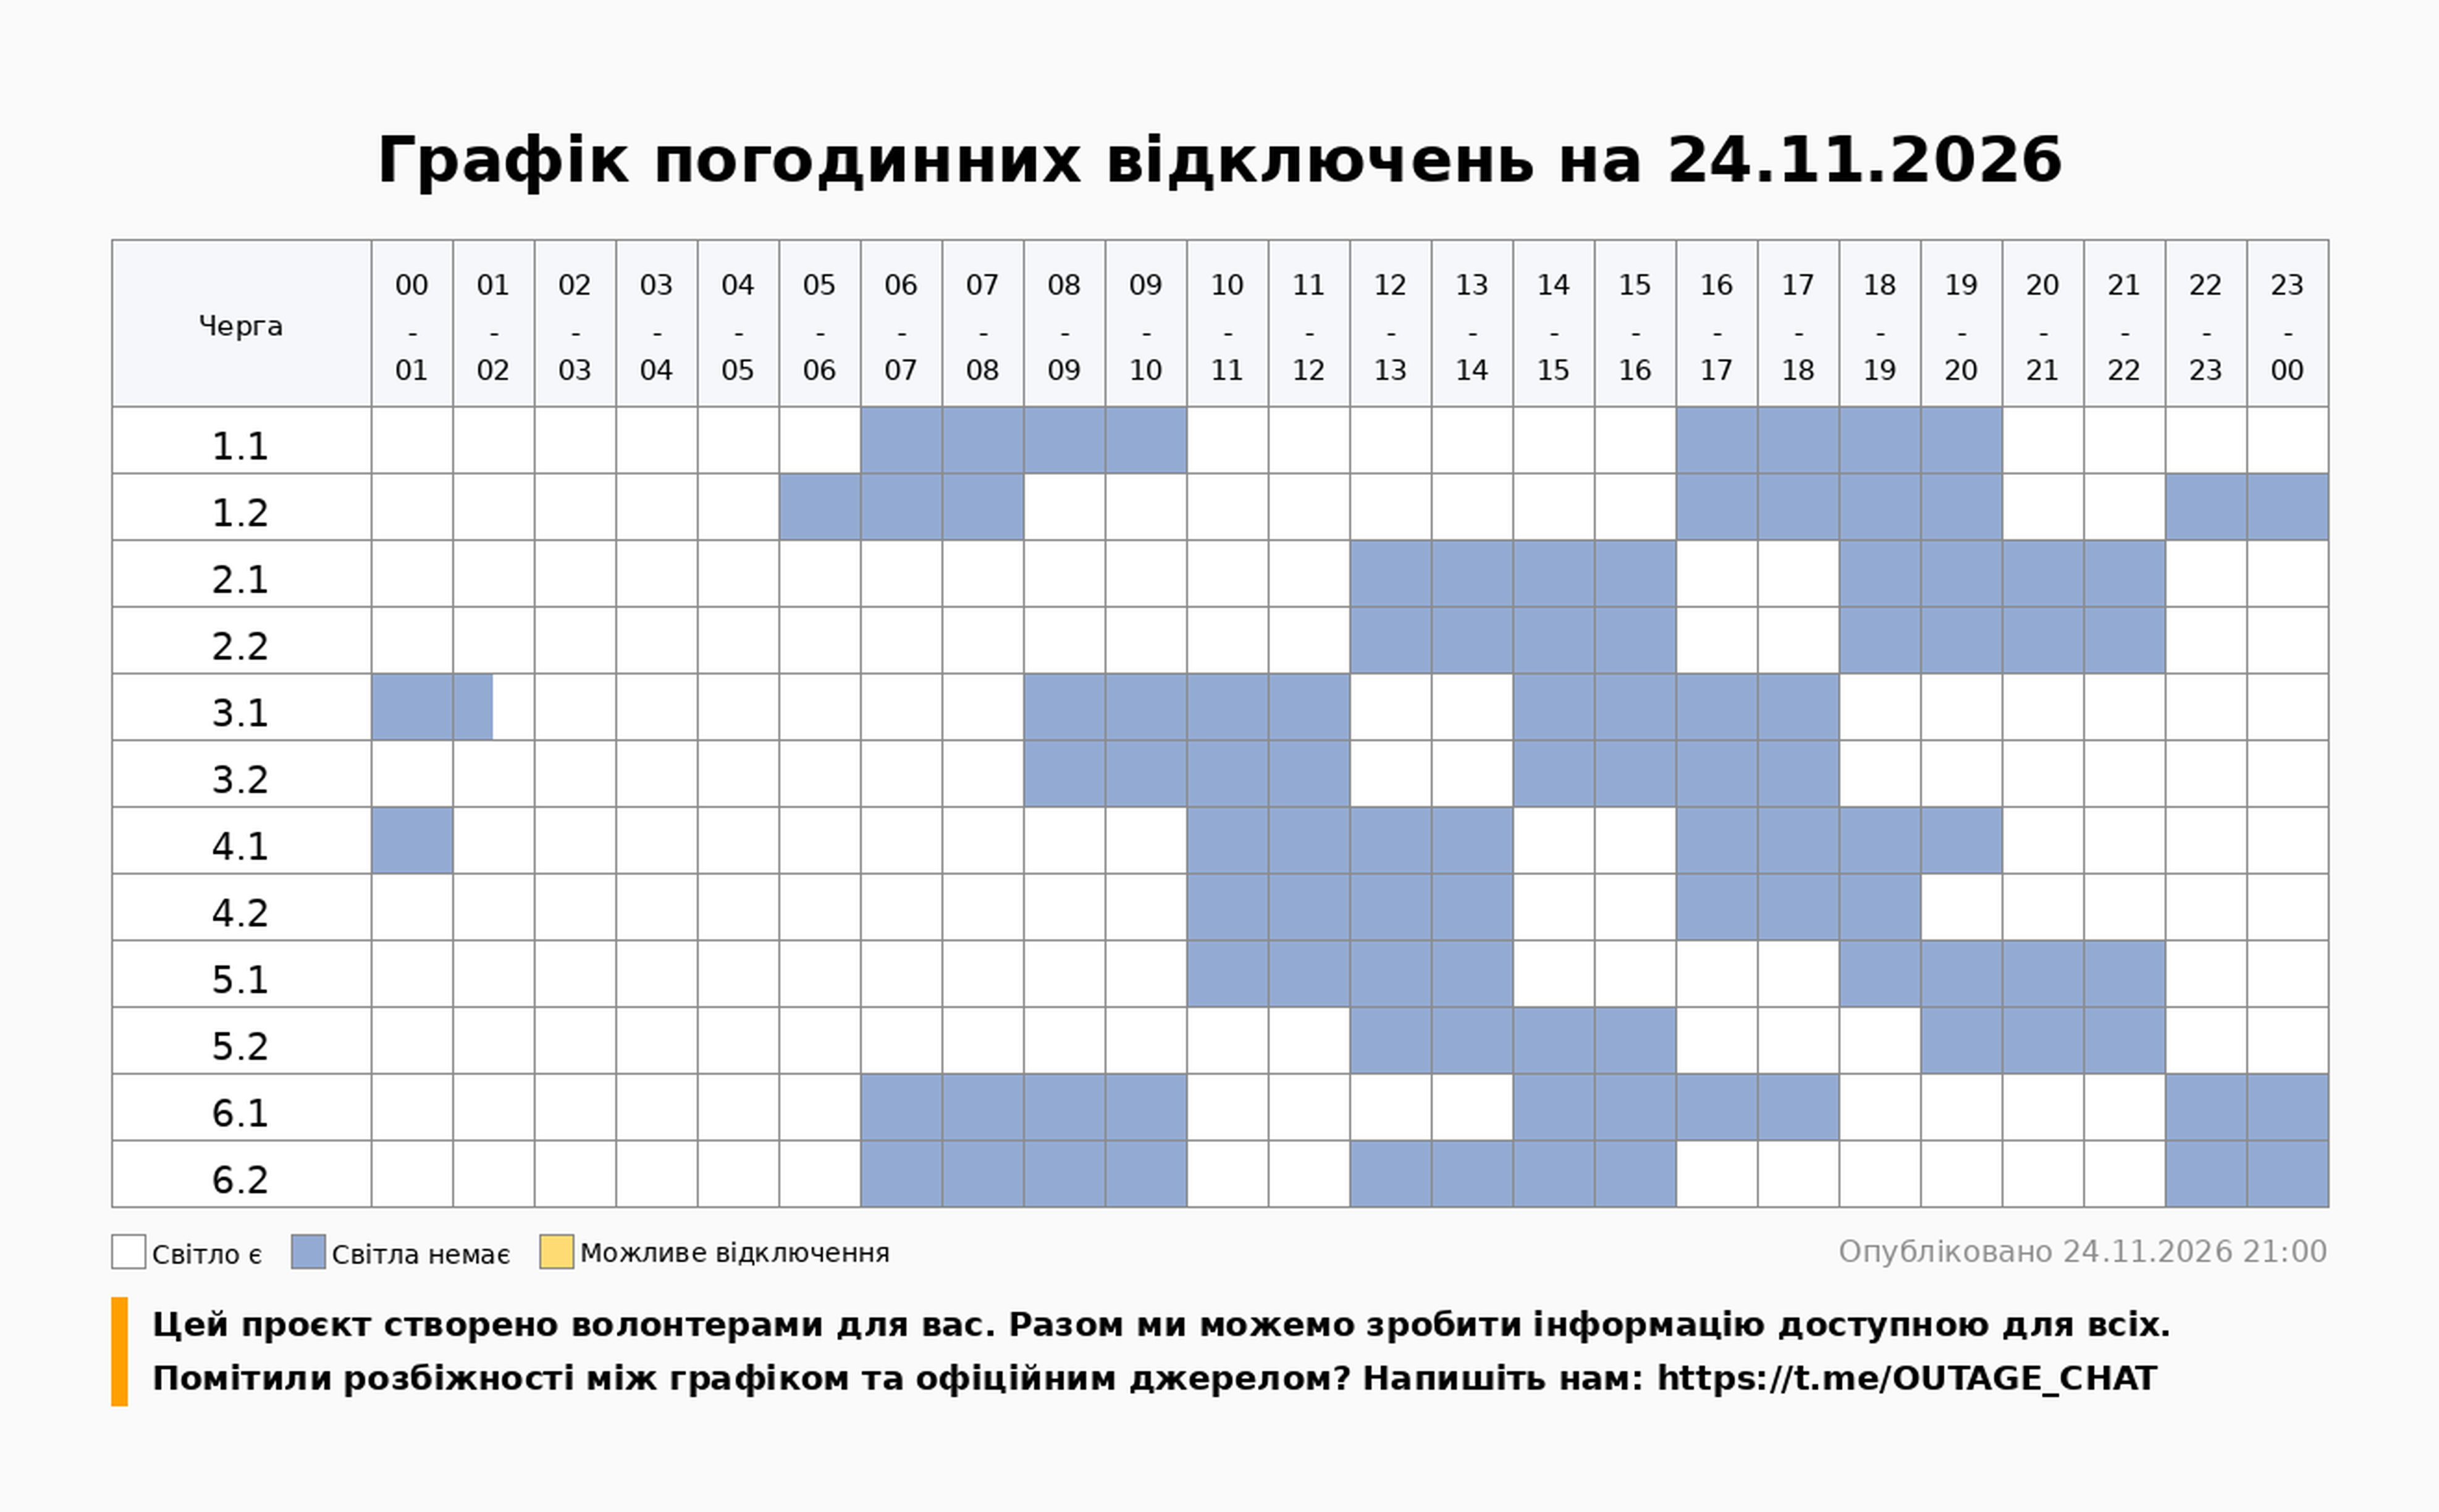 Графік погодинних відключень на 24.11.2026
Черга 00 - 01 01 - 02 02 - 03 03 - 04 04 - 05 05 - 06 06 - 07 07 - 08 08 - 09 09 - 10 10 - 11 11 - 12 12 - 13 13 - 14 14 - 15 15 - 16 16 - 17 17 - 18 18 - 19 19 - 20 20 - 21 21 - 22 22 - 23 23 - 00
1.1
1.2
2.1
2.2
3.1
3.2
4.1
4.2
5.1
5.2
6.1
6.2
Світло є Світла немає Можливе відключення Опубліковано 24.11.2026 21:00
Цей проєкт створено волонтерами для вас. Разом ми можемо зробити інформацію доступною для всіх.
Помітили розбіжності між графіком та офіційним джерелом? Напишіть нам: https://t.me/OUTAGE_CHAT